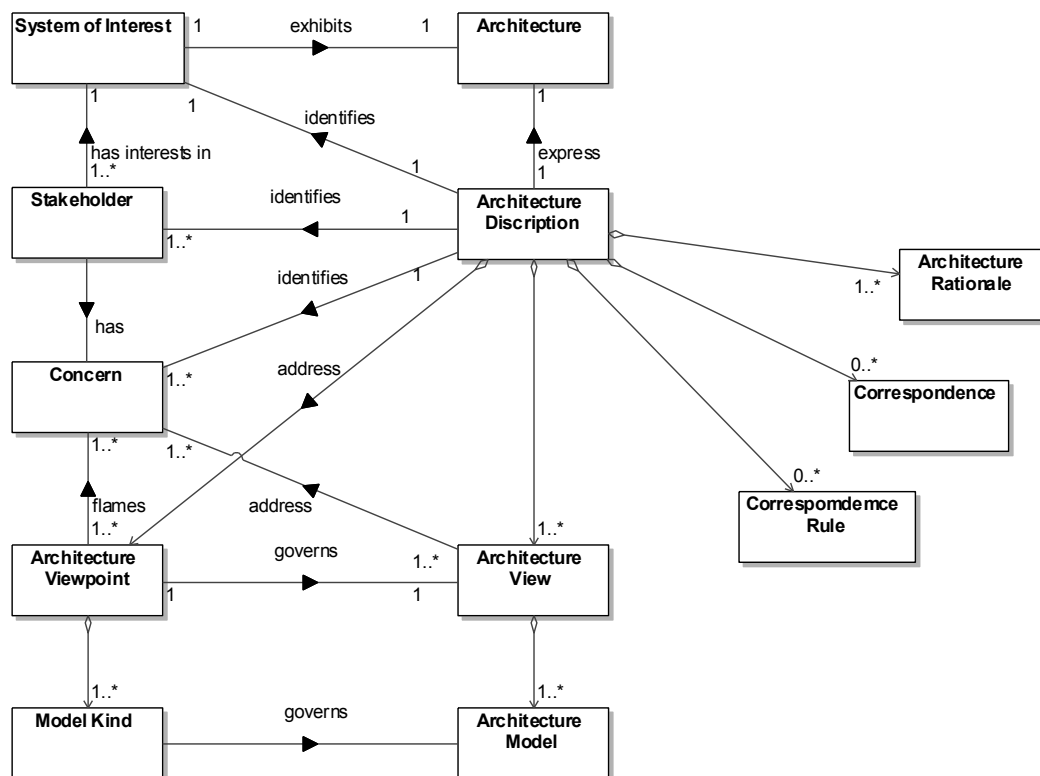 System of Interest
1
exhibits
1
Architecture
1
1
identifies
1
has interests in
1..*
1
express
1
Stakeholder
identifies
1
Architecture
Discription
1..*
identifies
1
Architecture
Rationale
1..*
has
Concern
1..*
address
0..*
Correspondence
1..*
1..*
0..*
Correspomdemce
Rule
flames
1..*
address
1..*
Architecture
Viewpoint
governs
1..*
Architecture
View
1
1
1..*
1..*
Model Kind
governs
Architecture
Model